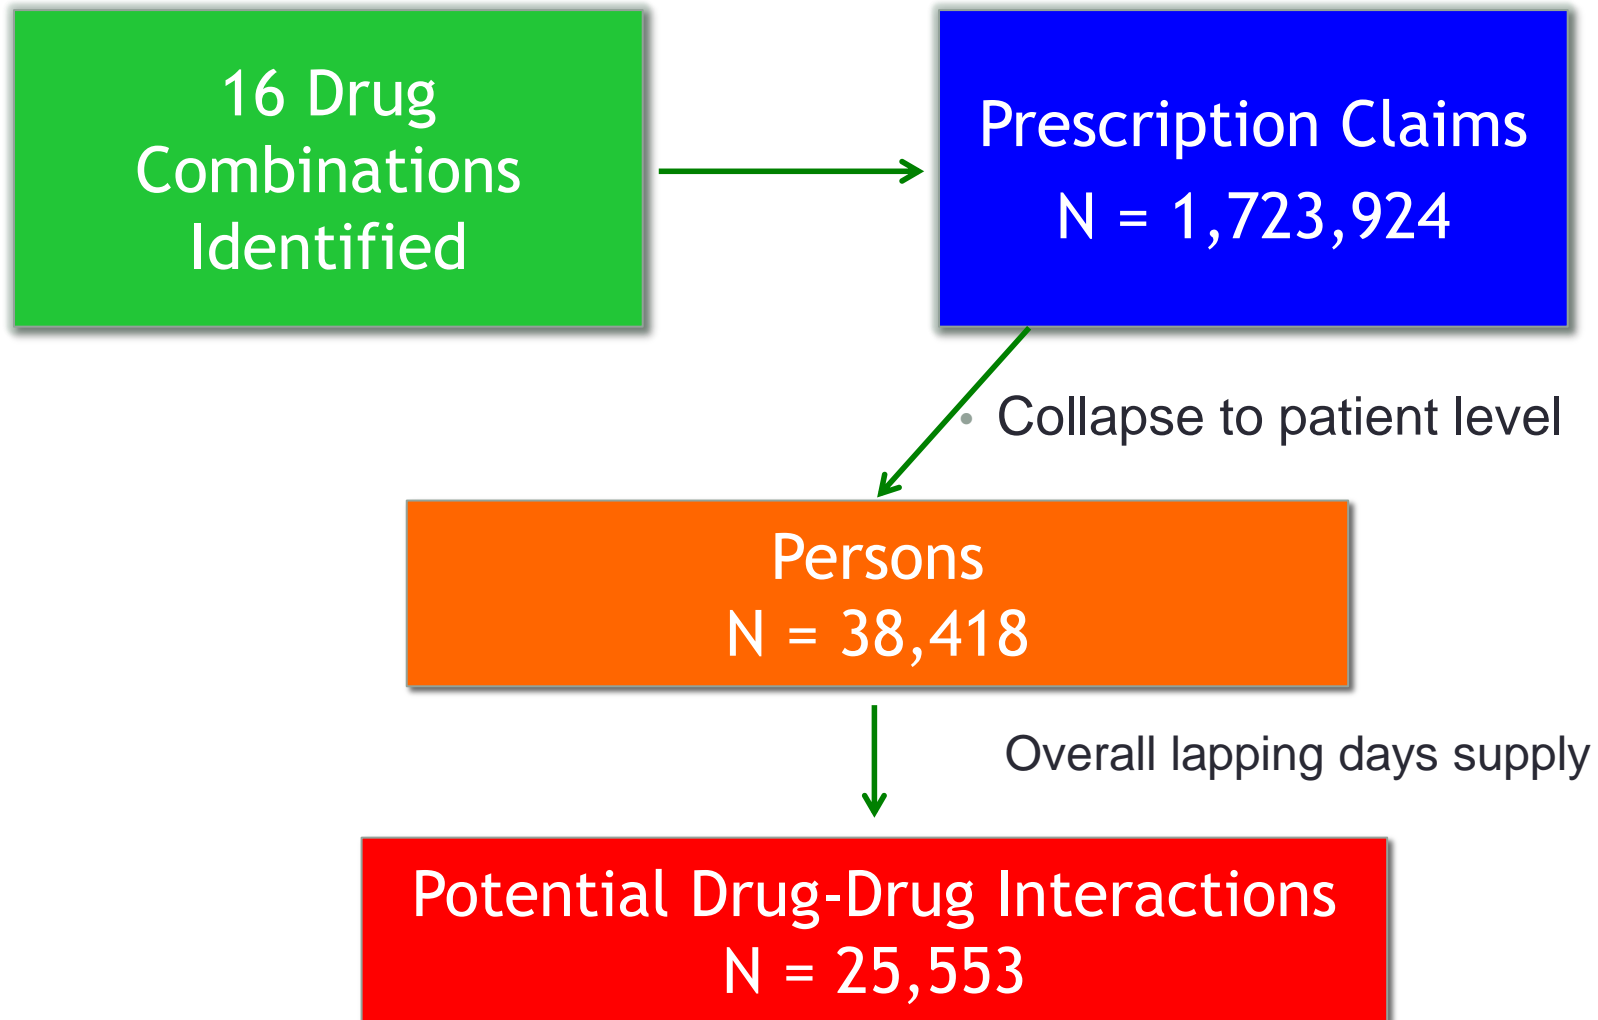 16 Drug
Combinations
Identified
Prescription Claims
N = 1,723,924
• Collapse to patient level
Persons
N = 38,418
Overall lapping days supply
Potential Drug-Drug Interactions
N = 25,553